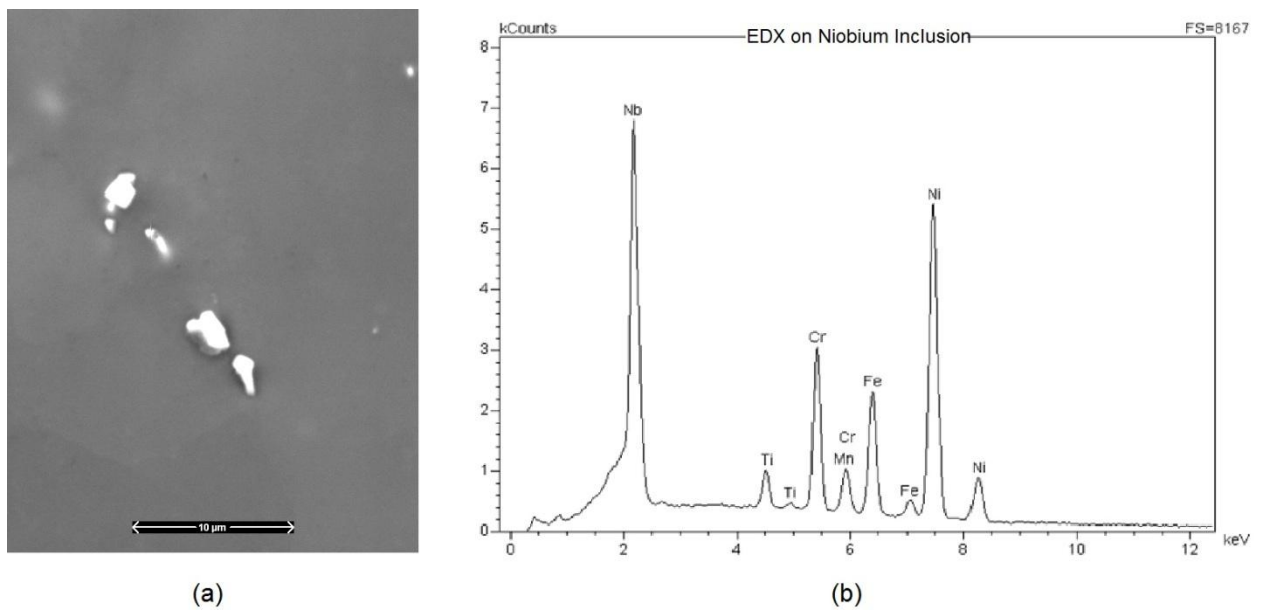 10 µm
(a)
kCounts
EDX on Niobium Inclusion
FS=8167
8
7
6
5
4
3
2
1
0
Nb
Ti
Ti
Cr
Cr
Mn
Fe
Fe
Ni
Ni
0
2
4
6
8
10
12
keV
(b)